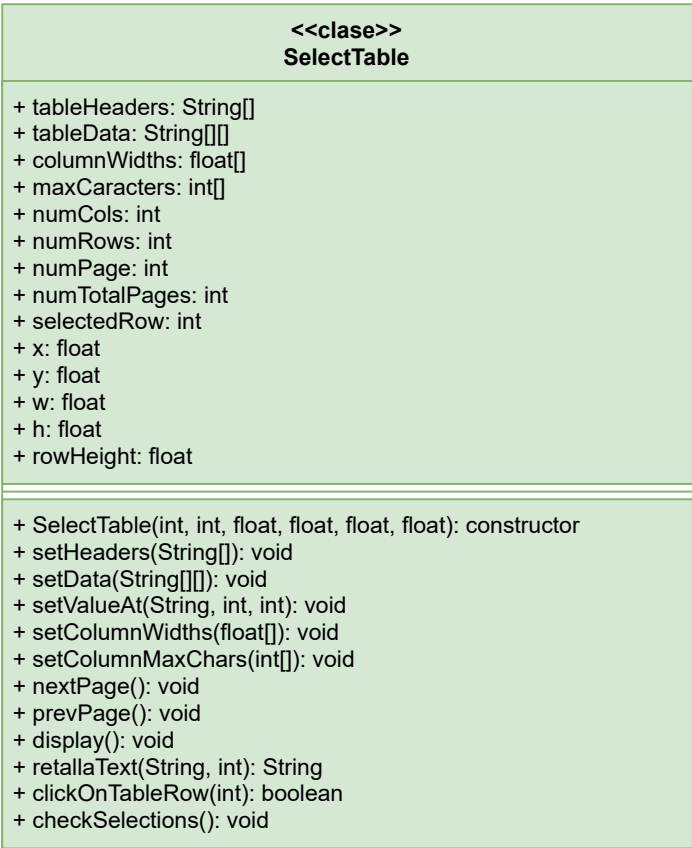 <<clase>>
SelectTable
+ tableHeaders: String[]
+ tableData: String[][]
+ columnWidths: float[]
+ maxCaracters: int[]
+ numCols: int
+ numRows: int
+ numPage: int
+ numTotalPages: int
+ selectedRow: int
+ x: float
+ y: float
+ w: float
+ h: float
+ rowHeight: float
+ SelectTable(int, int, float, float, float, float): constructor
+ setHeaders(String[]): void
+ setData(String[][]): void
+ setValueAt(String, int, int): void
+ setColumnWidths(float[]): void
+ setColumnMaxChars(int[]): void
+ nextPage(): void
+ prevPage(): void
+ display(): void
+ retallaText(String, int): String
+ clickOnTableRow(int): boolean
+ checkSelections(): void